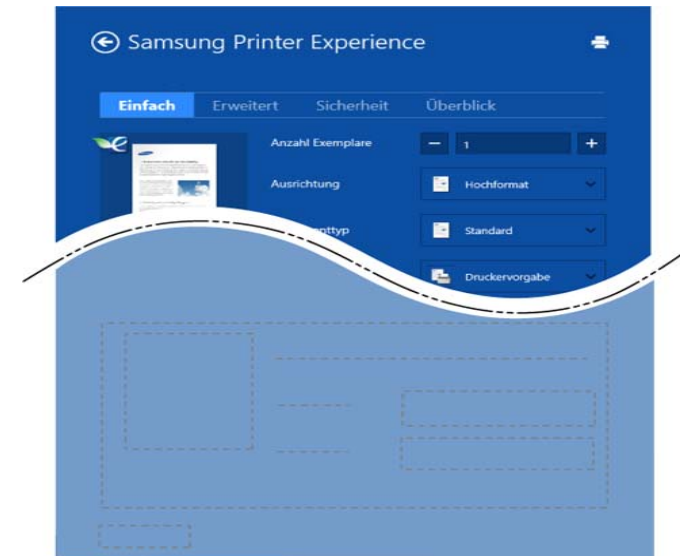 Samsung Printer Experience
Einfach Erweitert Sicherheit Überblick
Anzahl Exemplare 1
Ausrichtung Hochformat
Standard
Druckervorgabe